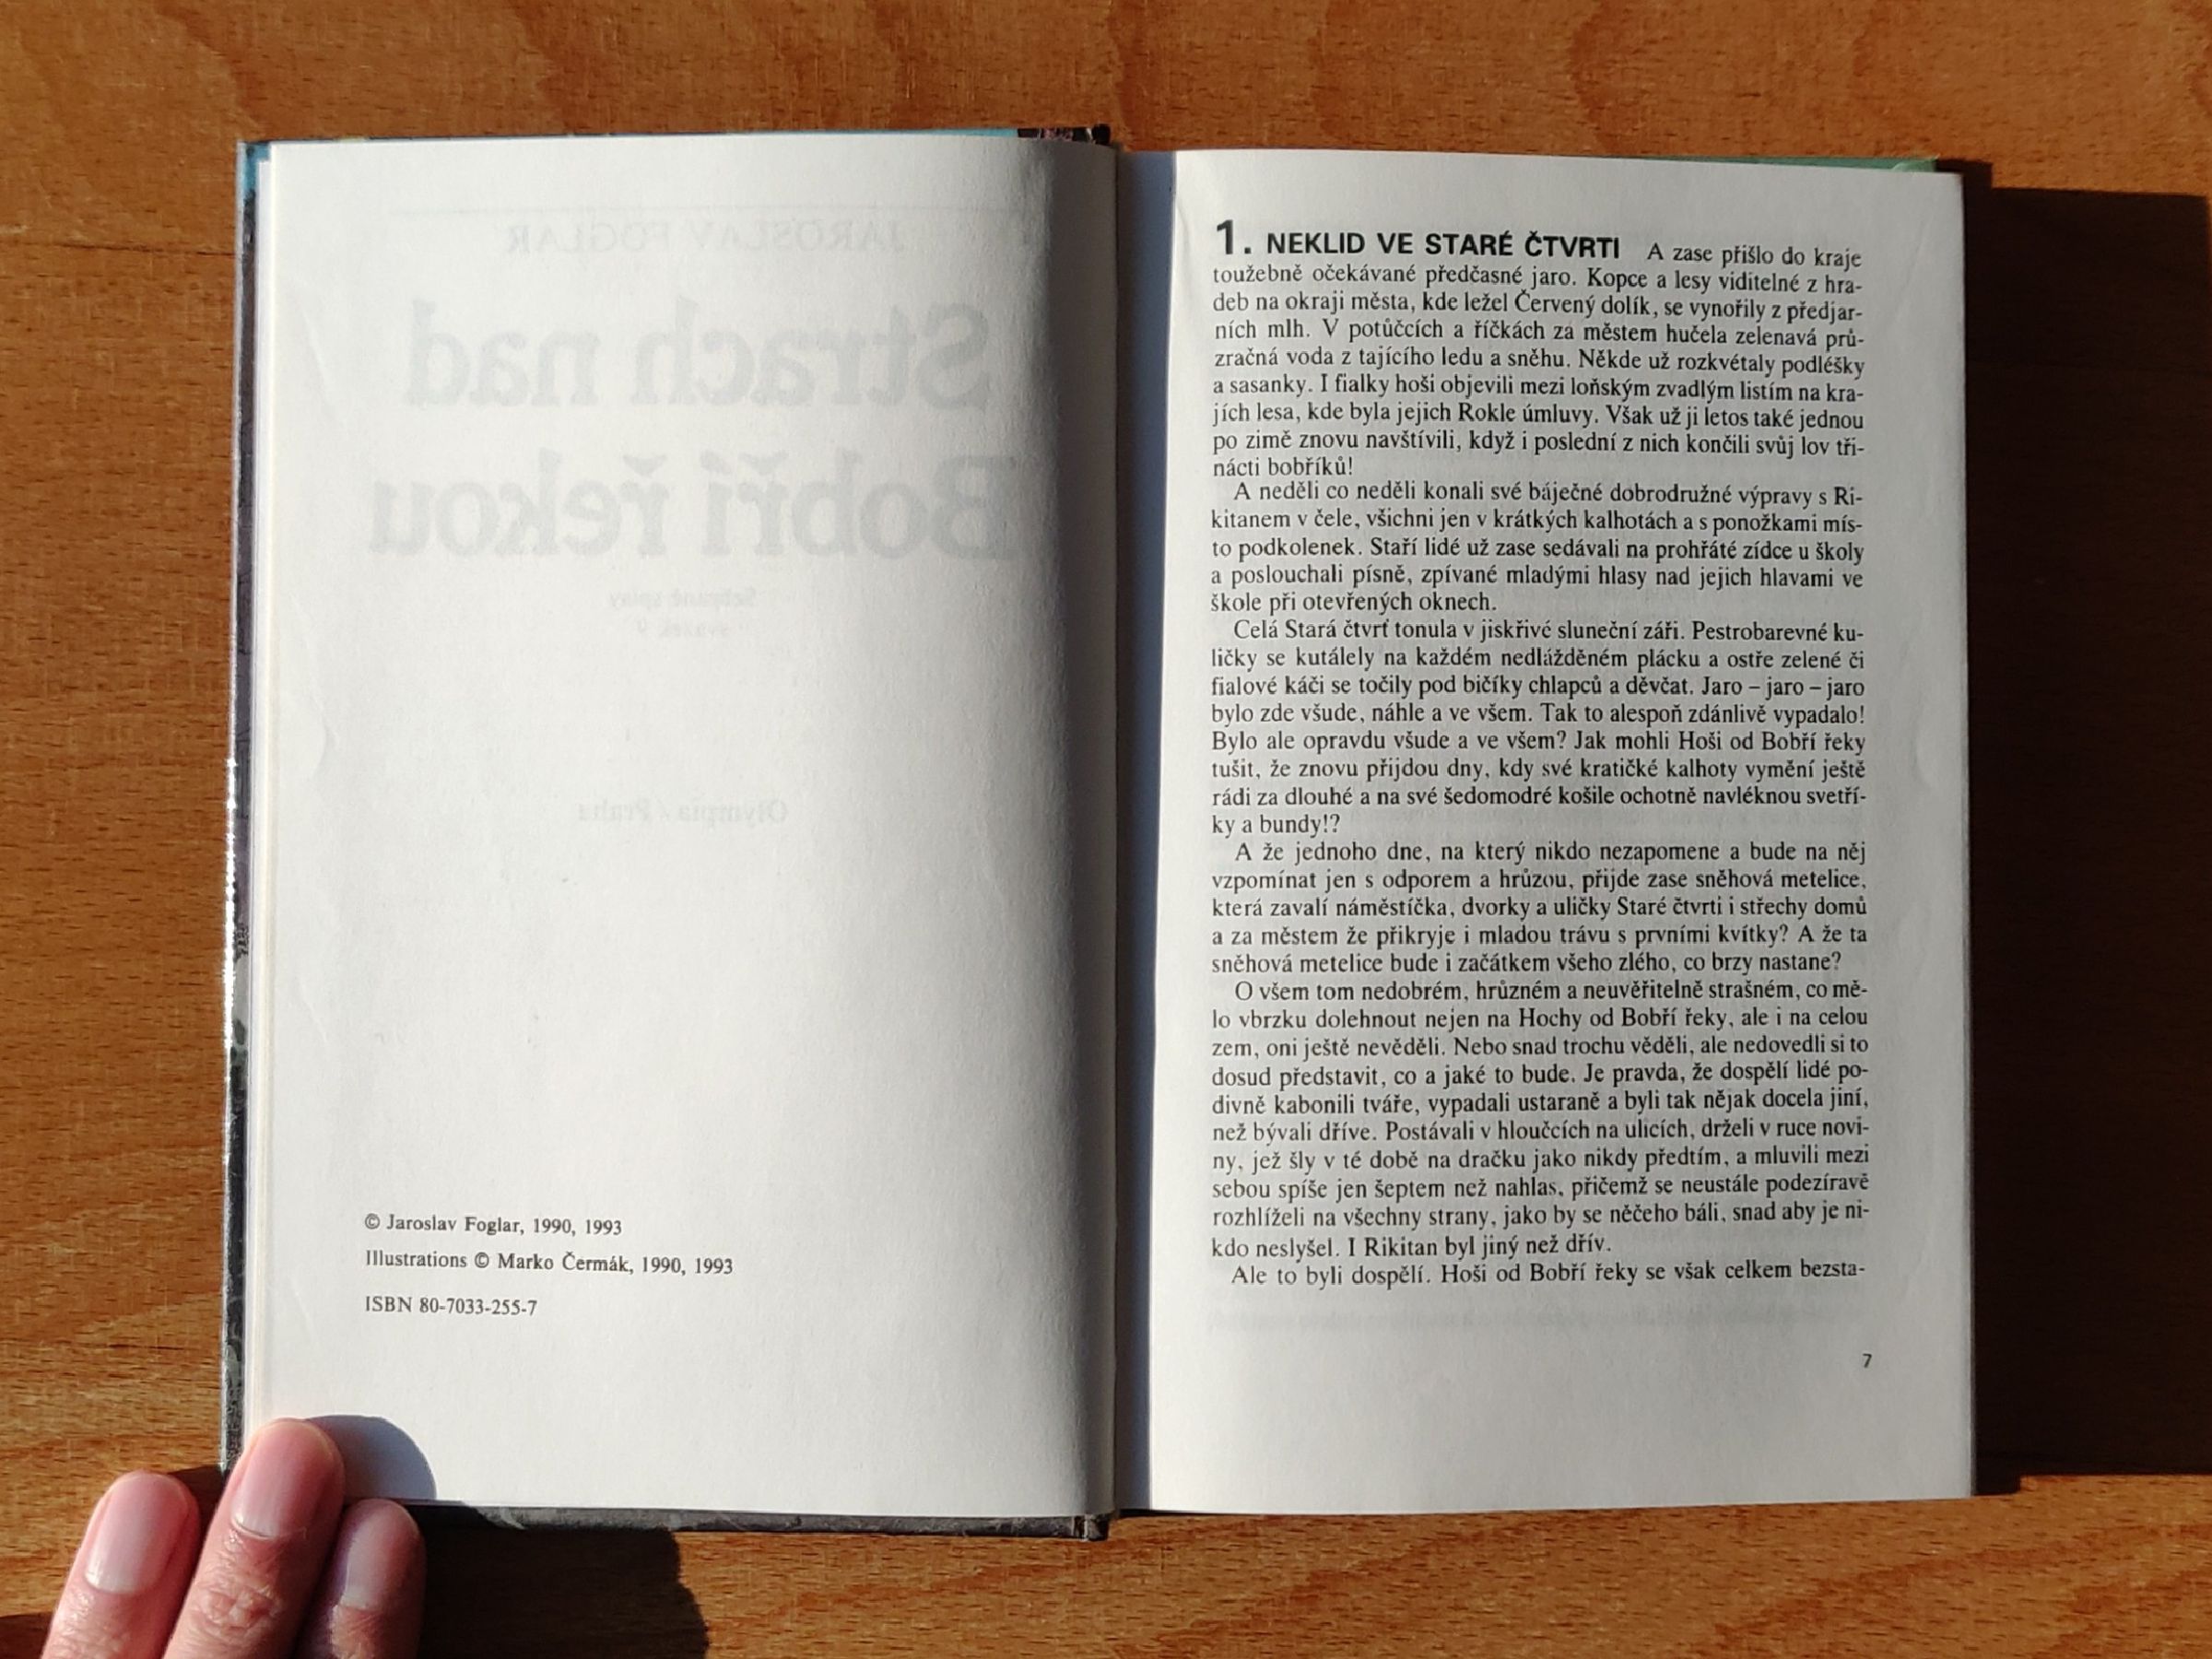 JAROSLAV FOGLAR
Strach nad
Bobří řekou
Sebrané spisy
svazek 9
Olympia / Praha
© Jaroslav Foglar, 1990, 1993
Illustrations © Marko Čermák, 1990, 1993
ISBN 80-7033-255-7
1. NEKLID VE STARÉ ČTVRTI A zase přišlo do kraje
toužebně očekávané předčasné jaro. Kopce a lesy viditelné z hra-
deb na okraji města, kde ležel Červený dolík, se vynořily z předjar-
ních mlh. V potůčcích a říčkách za městem hučela zelenavá prů-
zračná voda z tajícího ledu a sněhu. Někde už rozkvétaly podléšky
a sasanky. I fialky hoši objevili mezi loňským zvadlým listím na kra-
jích lesa, kde byla jejich Rokle úmluvy. Však už ji letos také jednou
po zimě znovu navštívili, když i poslední z nich končili svůj lov tři-
nácti bobříků!
A neděli co neděli konali své báječné dobrodružné výpravy s Ri-
kitanem v čele, všichni jen v krátkých kalhotách a s ponožkami mís-
to podkolenek. Staří lidé už zase sedávali na prohřáté zídce u školy
a poslouchali písně, zpívané mladými hlasy nad jejich hlavami ve
škole při otevřených oknech.
Celá Stará čtvrť tonula v jiskřivé sluneční záři. Pestrobarevné ku-
ličky se kutálely na každém nedlážděném plácku a ostře zelené či
fialové káči se točily pod bičíky chlapců a děvčat. Jaro – jaro – jaro
bylo zde všude, náhle a ve všem. Tak to alespoň zdánlivě vypadalo!
Bylo ale opravdu všude a ve všem? Jak mohli Hoši od Bobří řeky
tušit, že znovu přijdou dny, kdy své kratičké kalhoty vymění ještě
rádi za dlouhé a na své šedomodré košile ochotně navléknou svetří-
ky a bundy!?
A že jednoho dne, na který nikdo nezapomene a bude na něj
vzpomínat jen s odporem a hrůzou, přijde zase sněhová metelice,
která zavalí náměstíčka, dvorky a uličky Staré čtvrti i střechy domů
a za městem že přikryje i mladou trávu s prvními kvítky? A že ta
sněhová metelice bude i začátkem všeho zlého, co brzy nastane?
O všem tom nedobrém, hrůzném a neuvěřitelně strašném, co mě-
lo vbrzku dolehnout nejen na Hochy od Bobří řeky, ale i na celou
zem, oni ještě nevěděli. Nebo snad trochu věděli, ale nedovedli si to
dosud představit, co a jaké to bude. Je pravda, že dospělí lidé po-
divně kabonili tváře, vypadali ustaraně a byli tak nějak docela jiní,
než bývali dříve. Postávali v hloučcích na ulicích, drželi v ruce novi-
ny, jež šly v té době na dračku jako nikdy předtím, a mluvili mezi
sebou spíše jen šeptem než nahlas, přičemž se neustále podezíravě
rozhlíželi na všechny strany, jako by se něčeho báli, snad aby je ni-
kdo neslyšel. I Rikitan byl jiný než dřív.
Ale to byli dospělí. Hoši od Bobří řeky se však celkem bezsta-
7